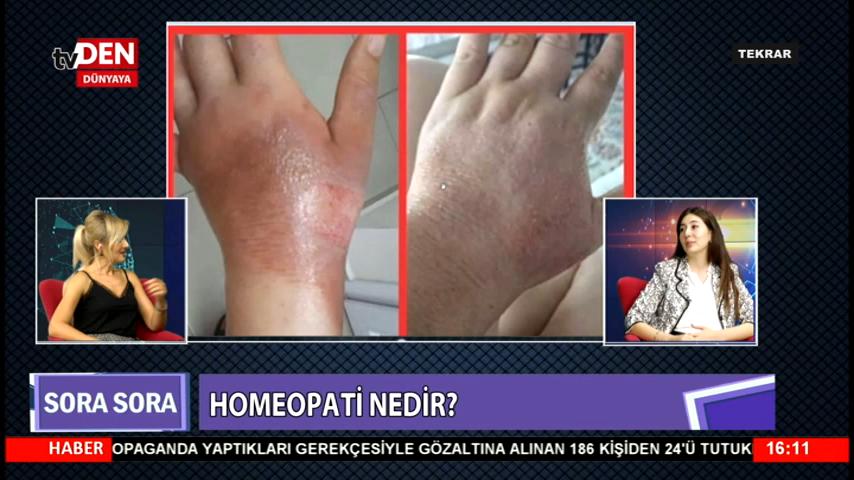 tv DEN
DÜNYAYA
TEKRAR
SORA SORA
HOMEOPATİ NEDİR?
HABER OPAGANDA YAPTIKLARI GEREKÇESİYLE GÖZALTINA ALINAN 186 KİŞİDEN 24'Ü TUTUK 16:11